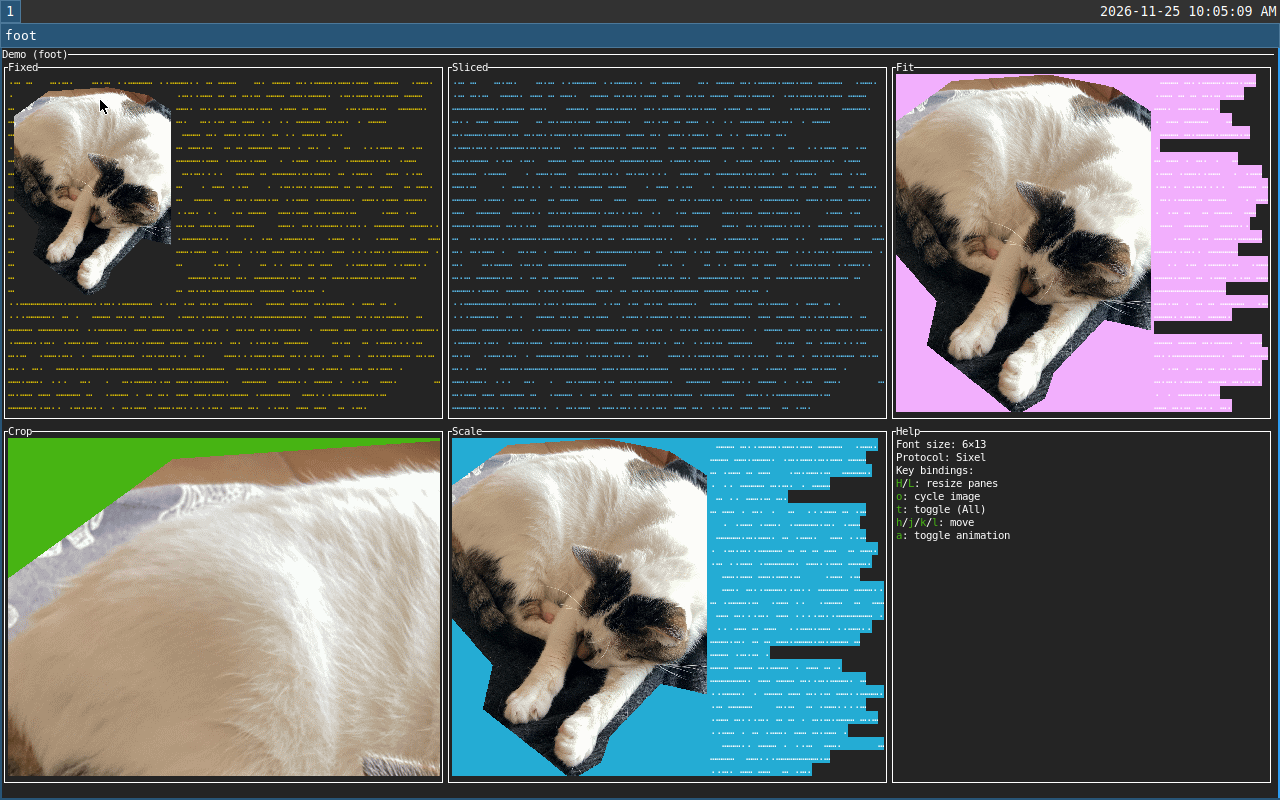 1
2026-11-25 10:05:09 AM
foot
Demo (foot)
Fixed
Sliced
Fit
Crop
Scale
Help
Font size: 6×13
Protocol: Sixel
Key bindings:
H/L: resize panes
o: cycle image
t: toggle (All)
h/j/k/l: move
a: toggle animation